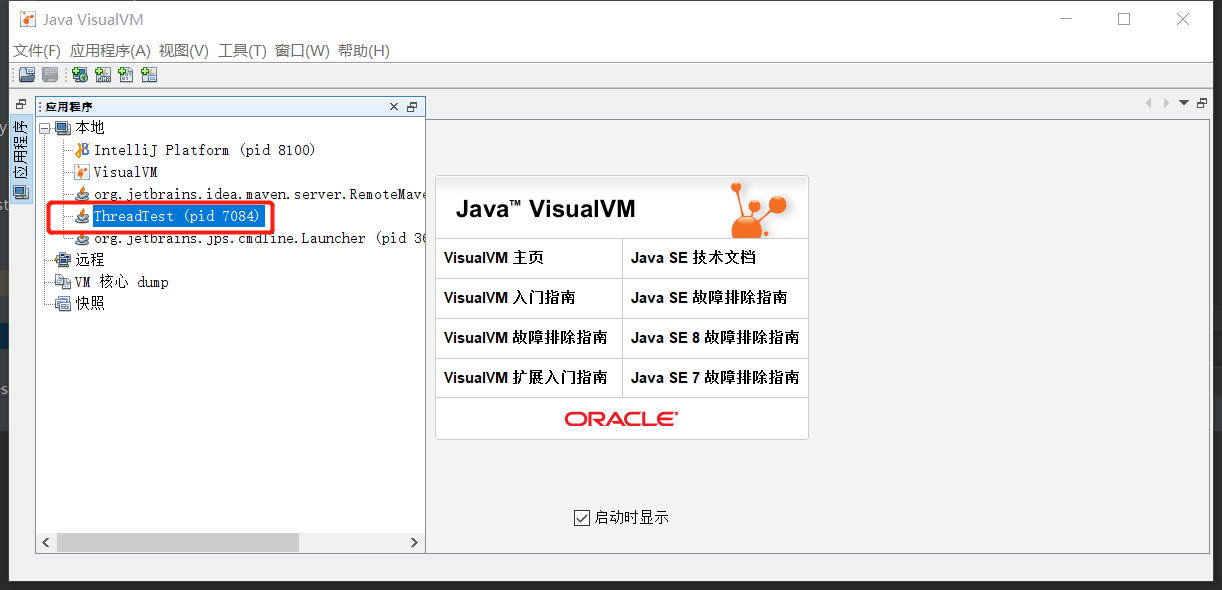 Java VisualVM
文件(F) 应用程序(A) 视图(V) 工具(T) 窗口(W) 帮助(H)
应用程序
应用程序
本地
IntelliJ Platform (pid 8100)
VisualVM
org.jetbrains.idea.maven.server.RemoteMave
ThreadTest (pid 7084)
org.jetbrains.jps.cmdline.Launcher (pid 36
远程
VM 核心 dump
快照
Java™ VisualVM
VisualVM 主页 Java SE 技术文档
VisualVM 入门指南 Java SE 故障排除指南
VisualVM 故障排除指南 Java SE 8 故障排除指南
VisualVM 扩展入门指南 Java SE 7 故障排除指南
ORACLE
启动时显示